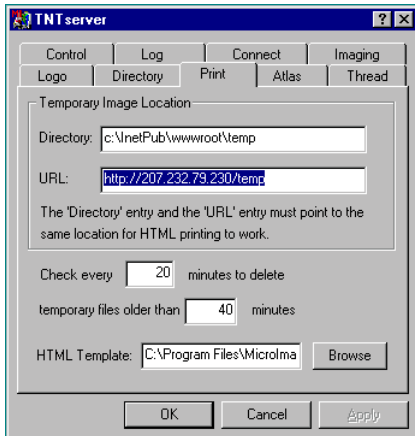 TNTserver
Control Log Connect Imaging
Logo Directory Print Atlas Thread
Temporary Image Location
Directory: c:\InetPub\wwwroot\temp
URL: http://207.232.79.230/temp
The 'Directory' entry and the 'URL' entry must point to the
same location for HTML printing to work.
Check every 20 minutes to delete
temporary files older than 40 minutes
HTML Template: C:\Program Files\MicroIma Browse
OK Cancel Apply